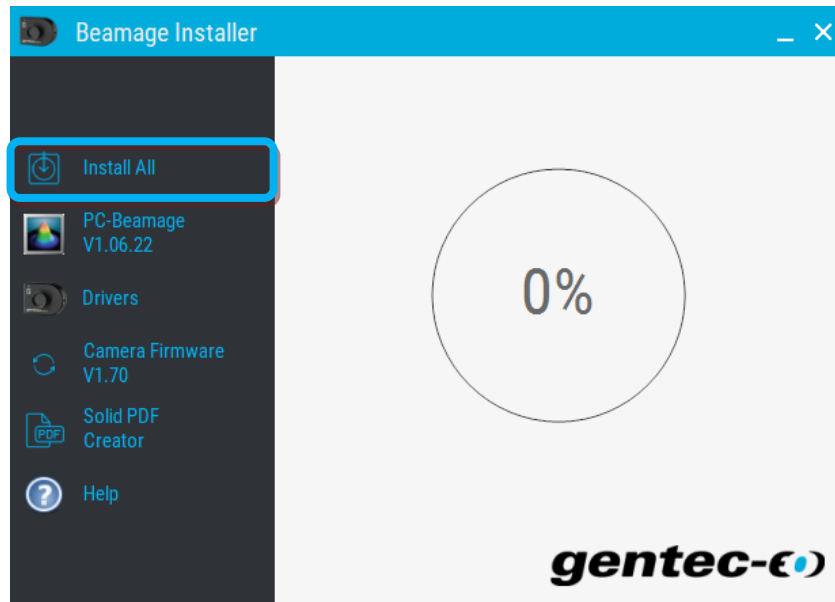 Beamage Installer
Install All
PC-Beamage
V1.06.22
Drivers
Camera Firmware
V1.70
Solid PDF
Creator
PDF
Help
0%
gentec-eo